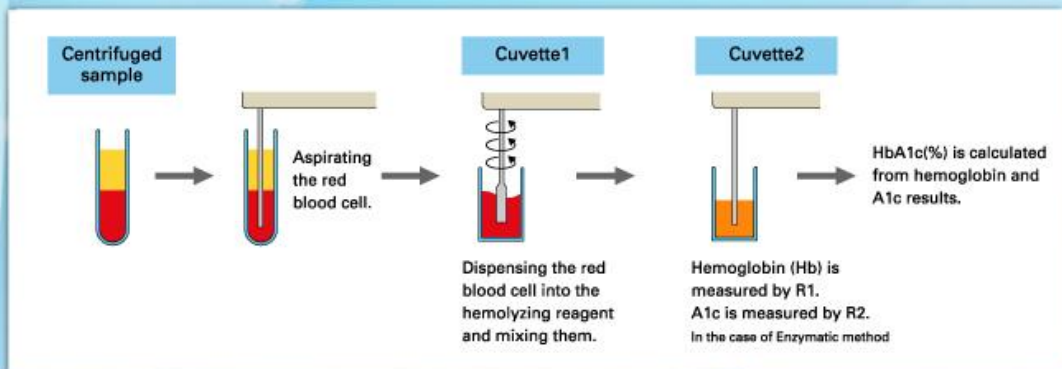 Centrifuged
sample
Aspirating
the red
blood cell.
Cuvette1
Dispensing the red
blood cell into the
hemolyzing reagent
and mixing them.
Cuvette2
Hemoglobin (Hb) is
measured by R1.
A1c is measured by R2.
In the case of Enzymatic method
HbA1c(%) is calculated
from hemoglobin and
A1c results.